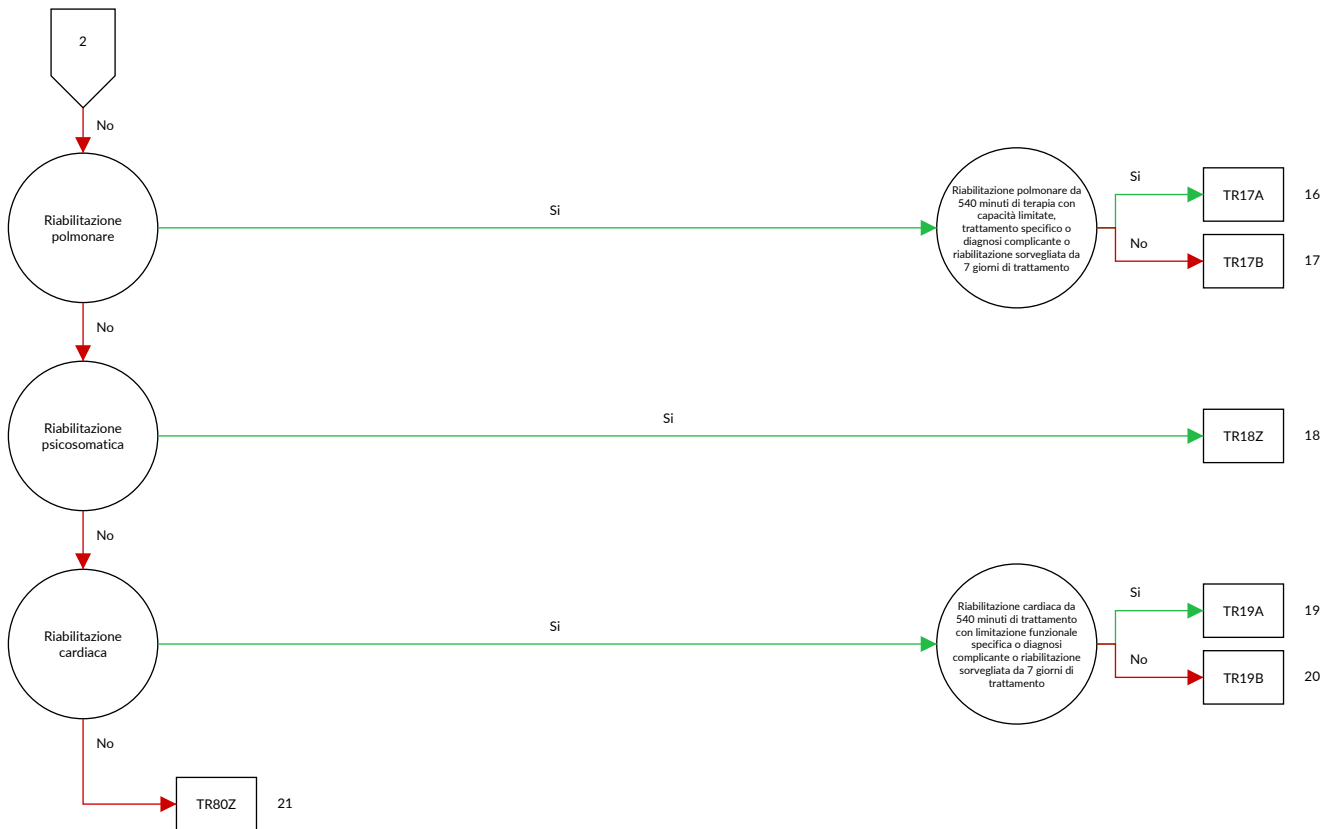 2
No
Riabilitazione
polmonare
Si
Riabilitazione polmonare da
540 minuti di terapia con
capacità limitate,
trattamento specifico o
diagnosi complicante o
riabilitazione sorvegliata da
7 giorni di trattamento
Si
TR17A
16
No
TR17B
17
No
Riabilitazione
psicosomatica
Si
TR18Z
18
No
Riabilitazione
cardiaca
Si
Riabilitazione cardiaca da
540 minuti di trattamento
con limitazione funzionale
specifica o diagnosi
complicante o riabilitazione
sorvegliata da 7 giorni di
trattamento
Si
TR19A
19
No
TR19B
20
No
TR80Z
21